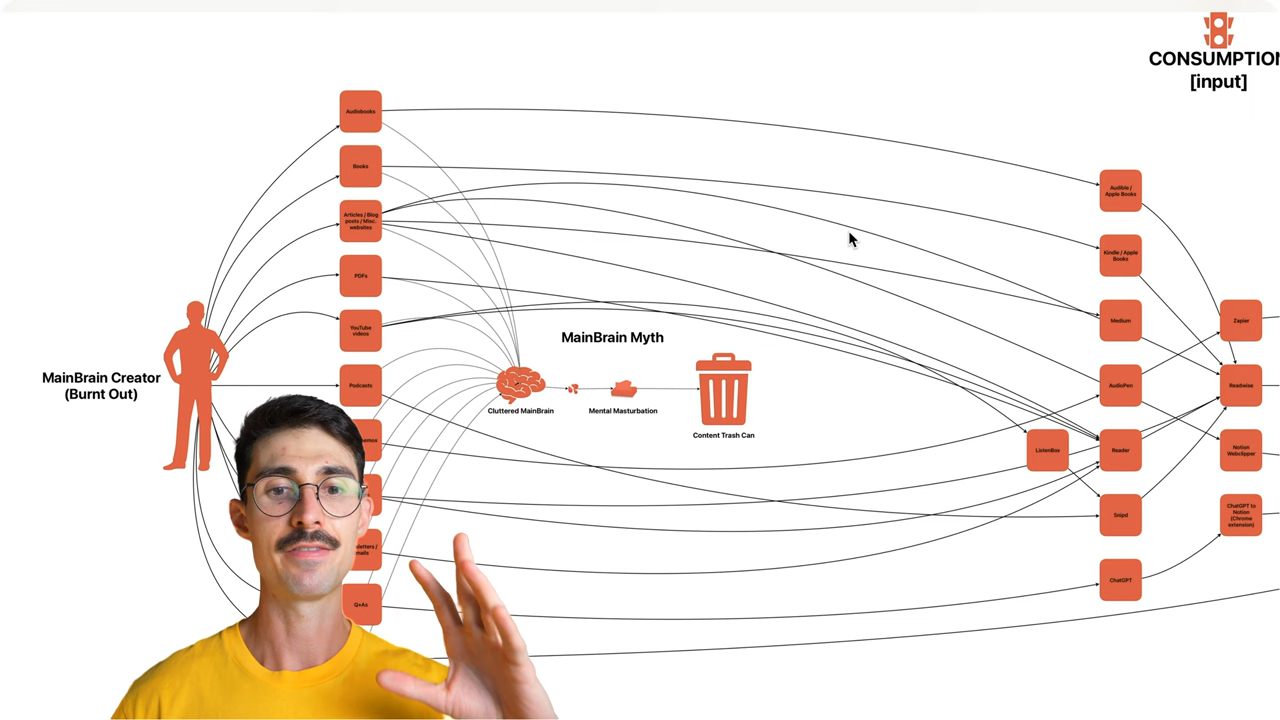 CONSUMPTION
[input]
Audiobooks
Books
Articles / Blog
posts / Misc.
websites
PDFs
YouTube
videos
Podcasts
Q+As
MainBrain Creator
(Burnt Out)
MainBrain Myth
Cluttered MainBrain
Mental Masturbation
Content Trash Can
Audible /
Apple Books
Kindle / Apple
Books
Medium
AudioPen
ListenBox
Reader
Snipd
ChatGPT
Zapier
Readwise
Notion
Webclipper
ChatGPT to
Notion
(Chrome
extension)